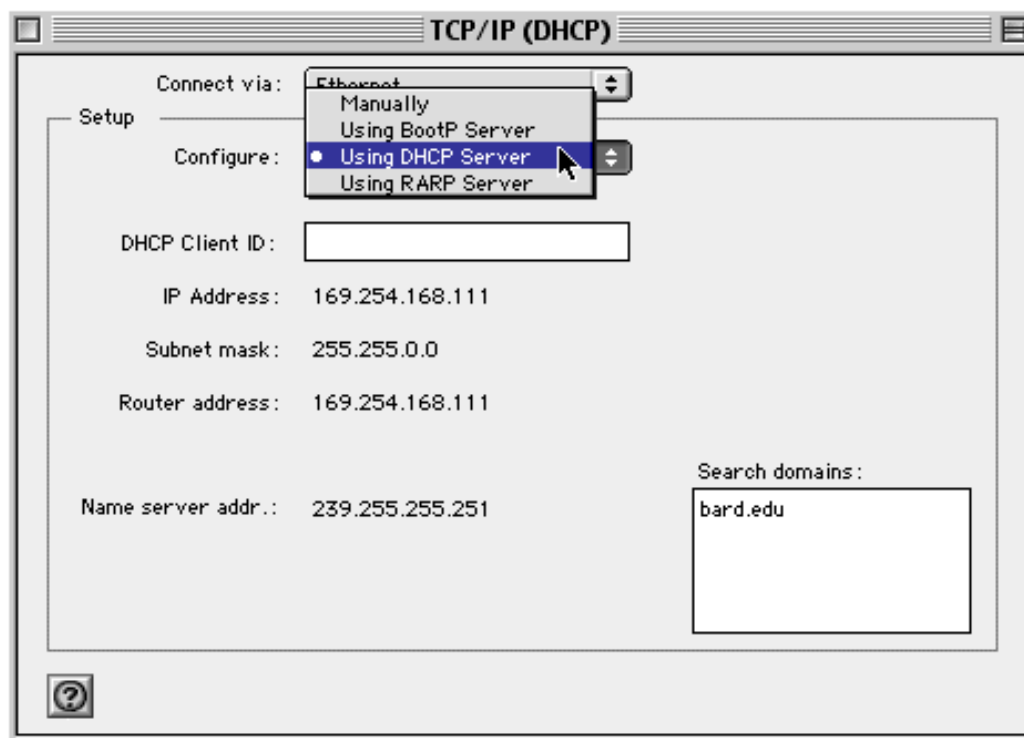 TCP/IP (DHCP)
Connect via: Ethernet
Setup
Manually
Using BootP Server
Configure: Using DHCP Server
Using RARP Server
DHCP Client ID:
IP Address: 169.254.168.111
Subnet mask: 255.255.0.0
Router address: 169.254.168.111
Search domains:
Name server addr.: 239.255.255.251 bard.edu